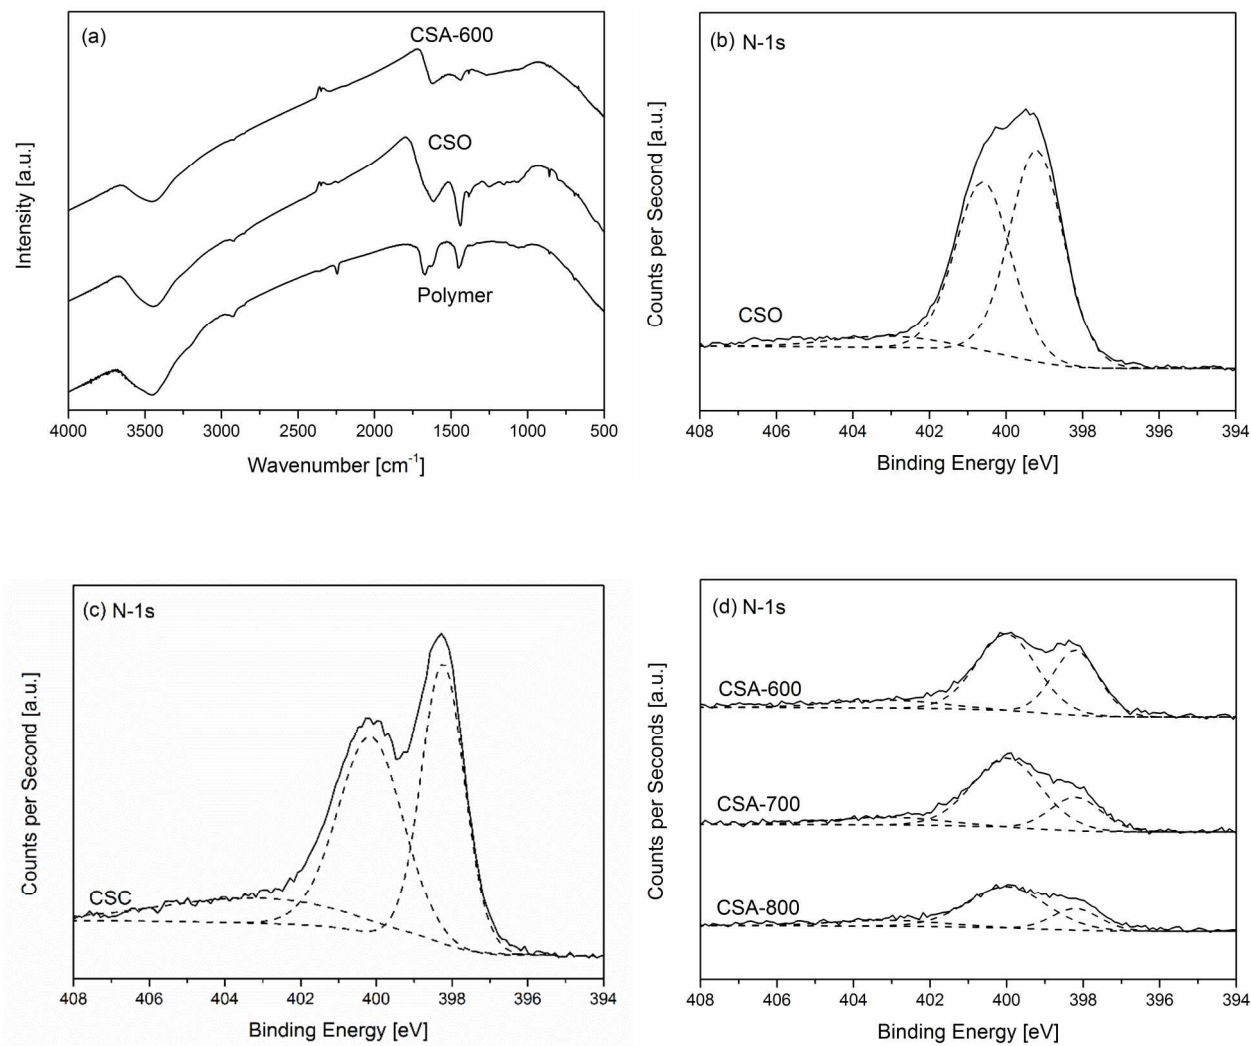 (a)
CSA-600
CSO
Polymer
Intensity [a.u.]
4000 3500 3000 2500 2000 1500 1000 500
Wavenumber [cm⁻¹]
(b) N-1s
CSO
Counts per Second [a.u.]
408 406 404 402 400 398 396 394
Binding Energy [eV]
(c) N-1s
CSC
Counts per Second [a.u.]
408 406 404 402 400 398 396 394
Binding Energy [eV]
(d) N-1s
CSA-600
CSA-700
CSA-800
Counts per Seconds [a.u.]
408 406 404 402 400 398 396 394
Binding Energy [eV]